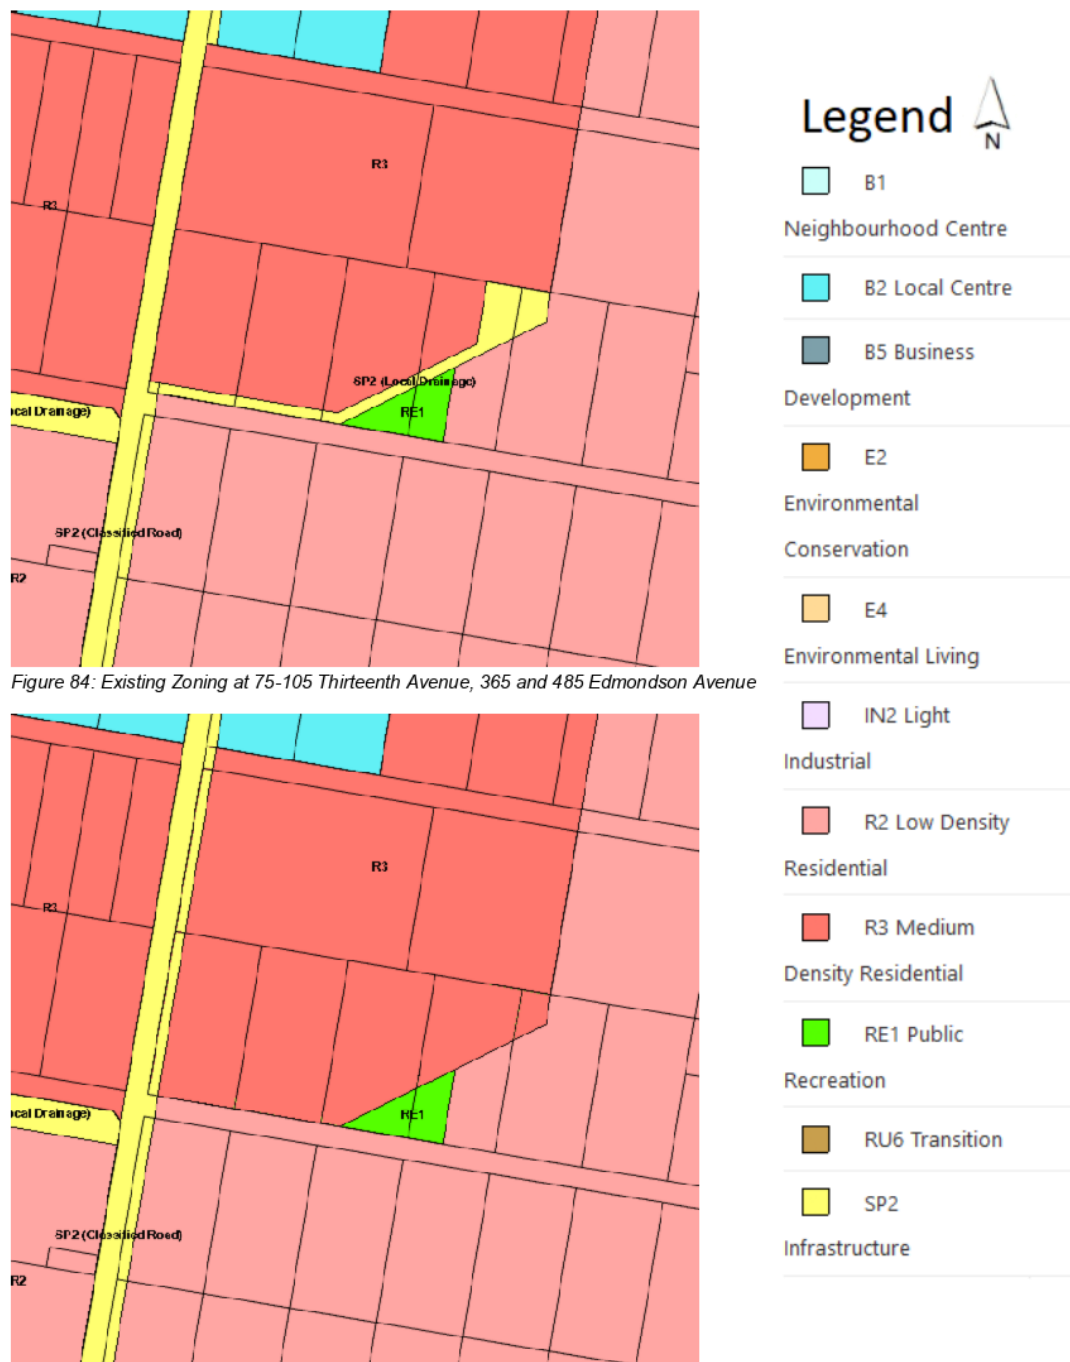 R3
R3
SP2 (Local Drainage)
RE1
ocal Drainage)
SP2 (Classified Road)
R2
Figure 84: Existing Zoning at 75-105 Thirteenth Avenue, 365 and 485 Edmondson Avenue
R3
R3
RE1
ocal Drainage)
SP2 (Classified Road)
R2
Legend
N
B1
Neighbourhood Centre
B2 Local Centre
B5 Business
Development
E2
Environmental
Conservation
E4
Environmental Living
IN2 Light
Industrial
R2 Low Density
Residential
R3 Medium
Density Residential
RE1 Public
Recreation
RU6 Transition
SP2
Infrastructure